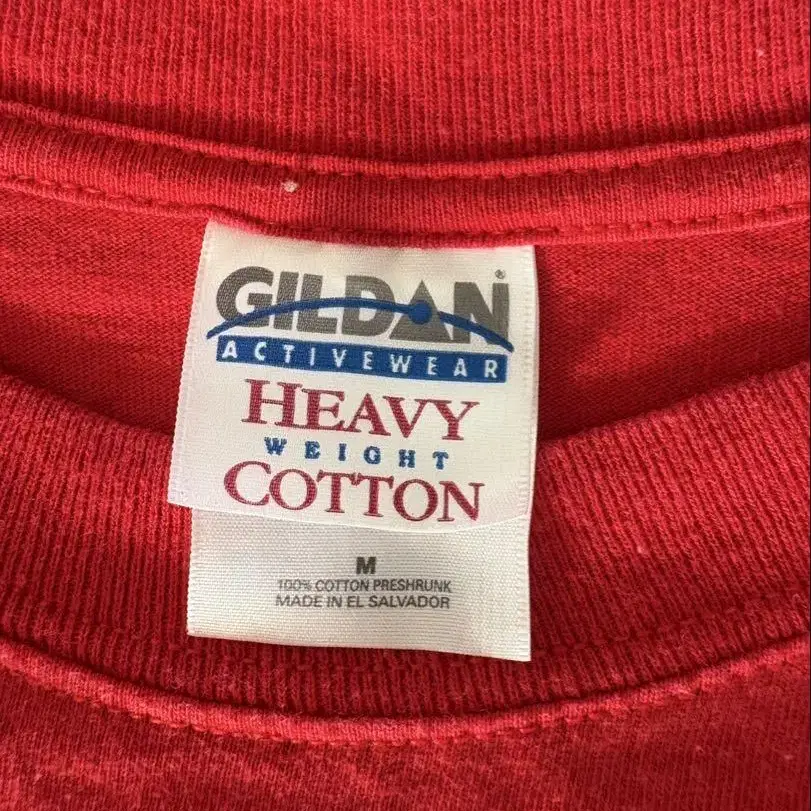 GILDAN®
ACTIVEWEAR
HEAVY
WEIGHT
COTTON
M
100% COTTON PRESHRUNK
MADE IN EL SALVADOR